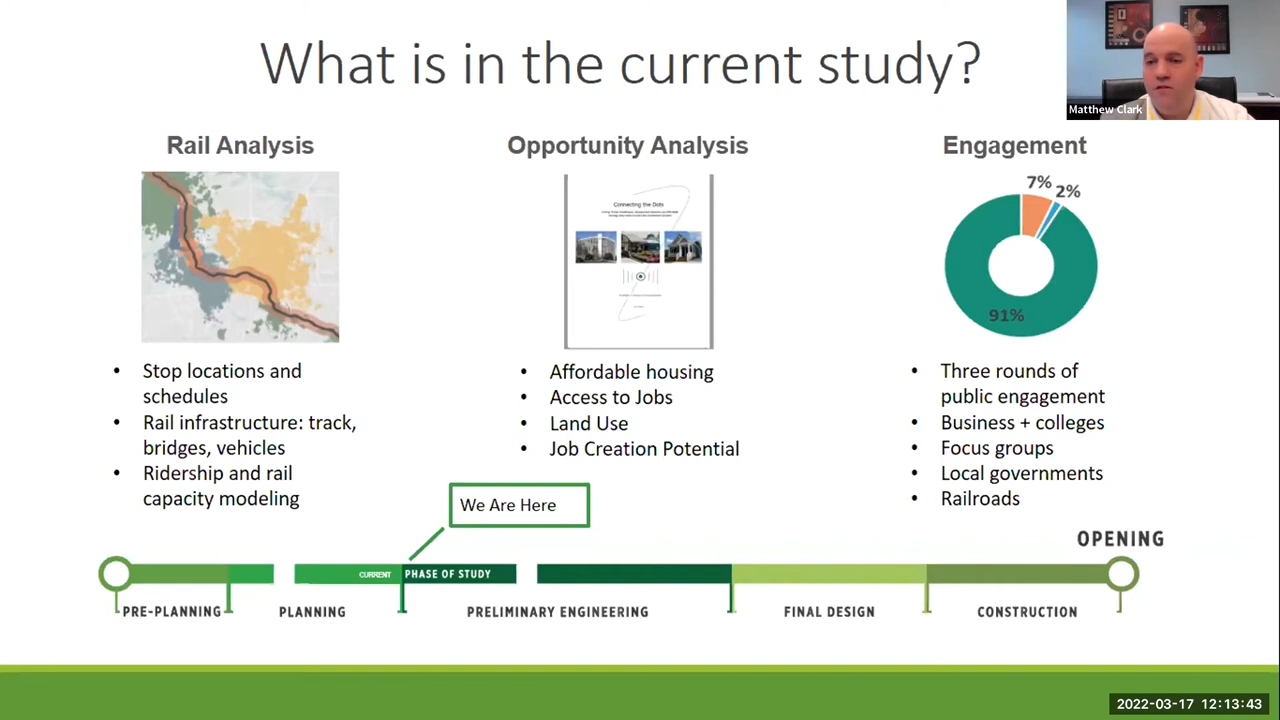 What is in the current study?
Matthew Clark
Rail Analysis
Opportunity Analysis
Engagement
Connecting the Dots
7%
2%
91%
• Stop locations and
schedules
• Rail infrastructure: track,
bridges, vehicles
• Ridership and rail
capacity modeling
• Affordable housing
• Access to Jobs
• Land Use
• Job Creation Potential
• Three rounds of
public engagement
• Business + colleges
• Focus groups
• Local governments
• Railroads
We Are Here
OPENING
CURRENT PHASE OF STUDY
PRE-PLANNING
PLANNING
PRELIMINARY ENGINEERING
FINAL DESIGN
CONSTRUCTION
2022-03-17 12:13:43